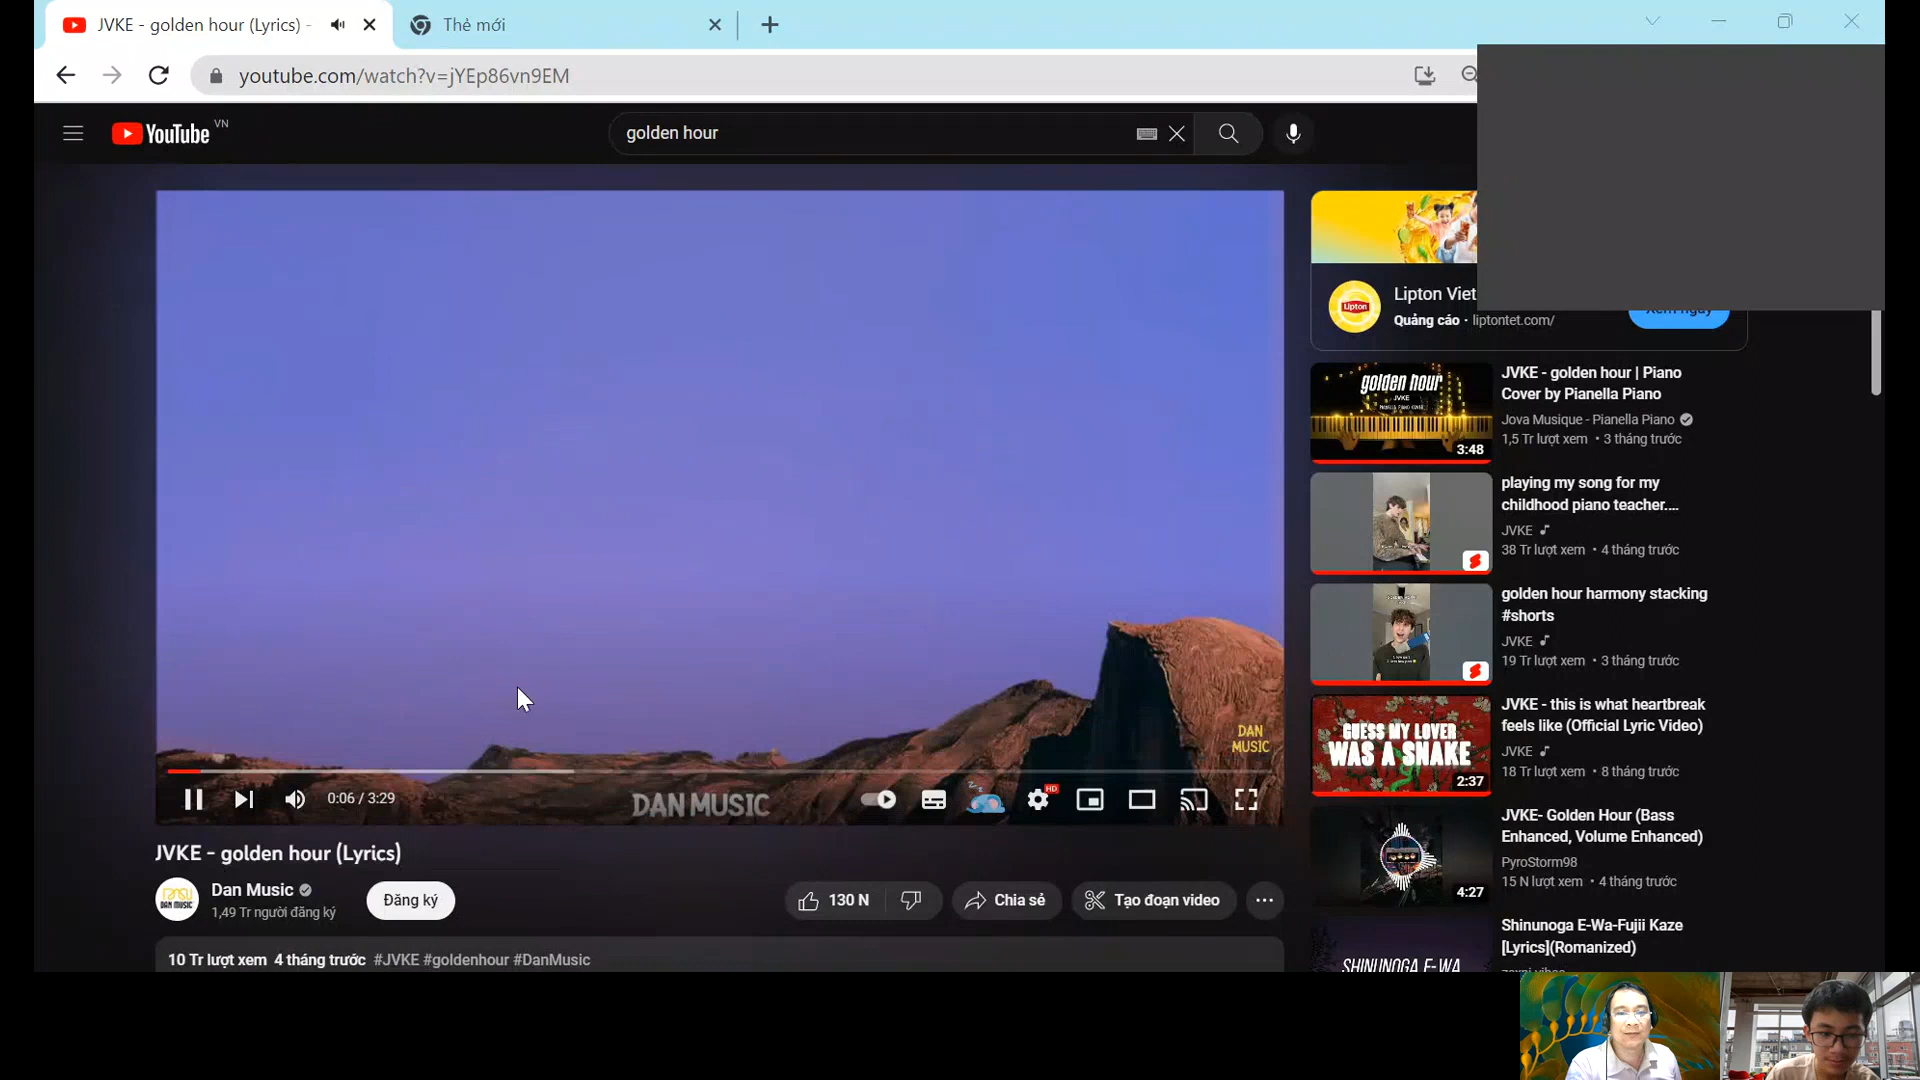 JVKE - golden hour (Lyrics) -
Thẻ mới
youtube.com/watch?v=jYEp86vn9EM
YouTube VN
golden hour
Lipton Viet
Quảng cáo · liptontet.com/
Xem ngay
DAN
MUSIC
0:06 / 3:29
DAN MUSIC
HD
JVKE - golden hour (Lyrics)
Dan Music
1,49 Tr người đăng ký
Đăng ký
130 N
Chia sẻ
Tạo đoạn video
10 Tr lượt xem 4 tháng trước #JVKE #goldenhour #DanMusic
golden hour
JVKE
3:48
JVKE - golden hour | Piano
Cover by Pianella Piano
Jova Musique - Pianella Piano
1,5 Tr lượt xem • 3 tháng trước
playing my song for my
childhood piano teacher....
JVKE
38 Tr lượt xem • 4 tháng trước
golden hour harmony stacking
#shorts
JVKE
19 Tr lượt xem • 3 tháng trước
GUESS MY LOVER
WAS A SNAKE
2:37
JVKE - this is what heartbreak
feels like (Official Lyric Video)
JVKE
18 Tr lượt xem • 8 tháng trước
4:27
JVKE- Golden Hour (Bass
Enhanced, Volume Enhanced)
PyroStorm98
15 N lượt xem • 4 tháng trước
SHINUNOGA E-WA
Shinunoga E-Wa-Fujii Kaze
[Lyrics](Romanized)